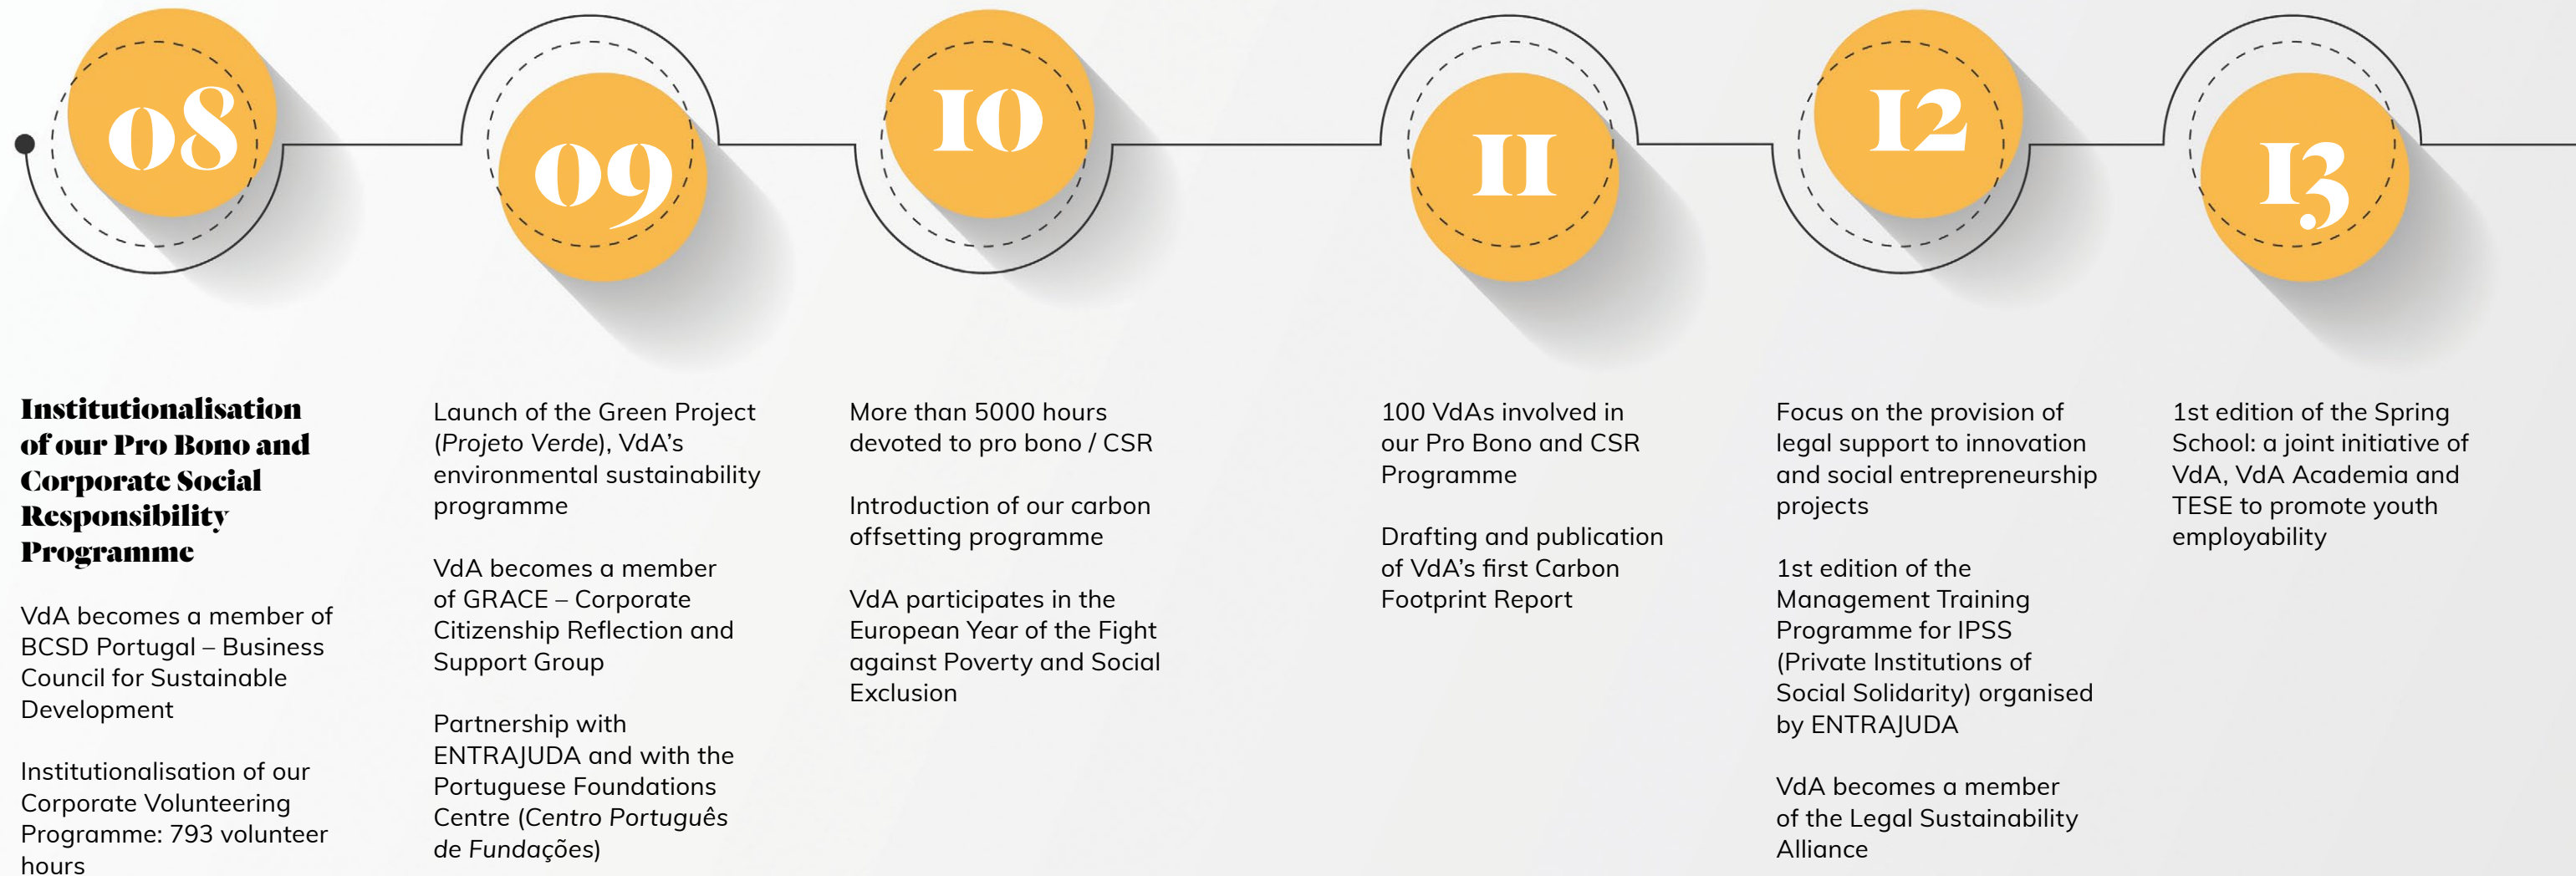 08
Institutionalisation
of our Pro Bono and
Corporate Social
Responsibility
Programme
VdA becomes a member of
BCSD Portugal – Business
Council for Sustainable
Development
Institutionalisation of our
Corporate Volunteering
Programme: 793 volunteer
hours
09
Launch of the Green Project
(Projeto Verde), VdA’s
environmental sustainability
programme
VdA becomes a member
of GRACE – Corporate
Citizenship Reflection and
Support Group
Partnership with
ENTRAJUDA and with the
Portuguese Foundations
Centre (Centro Português
de Fundações)
10
More than 5000 hours
devoted to pro bono / CSR
Introduction of our carbon
offsetting programme
VdA participates in the
European Year of the Fight
against Poverty and Social
Exclusion
11
100 VdAs involved in
our Pro Bono and CSR
Programme
Drafting and publication
of VdA’s first Carbon
Footprint Report
12
Focus on the provision of
legal support to innovation
and social entrepreneurship
projects
1st edition of the
Management Training
Programme for IPSS
(Private Institutions of
Social Solidarity) organised
by ENTRAJUDA
VdA becomes a member
of the Legal Sustainability
Alliance
13
1st edition of the Spring
School: a joint initiative of
VdA, VdA Academia and
TESE to promote youth
employability